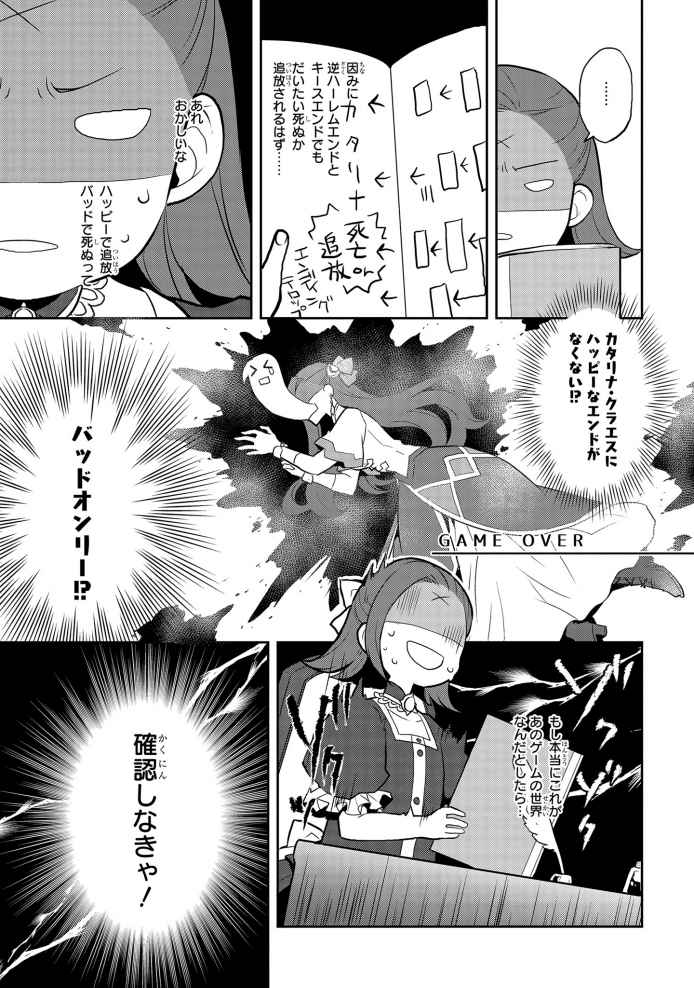 ……
因みに
逆ハーレムエンドと
キースエンドでも
だいたい死ぬか
追放されるはず……
カタリナ死亡or
追放
エンディング
テロップ
あれ
おかしいな
ハッピーで追放
バッドで死ぬって
カタリナ・クラエスに
ハッピーなエンドが
なくない!?
GAME OVER
バッドオンリー!?
もし本当にこれが
あのゲームの世界
なんだとしたら…
確認しなきゃ!